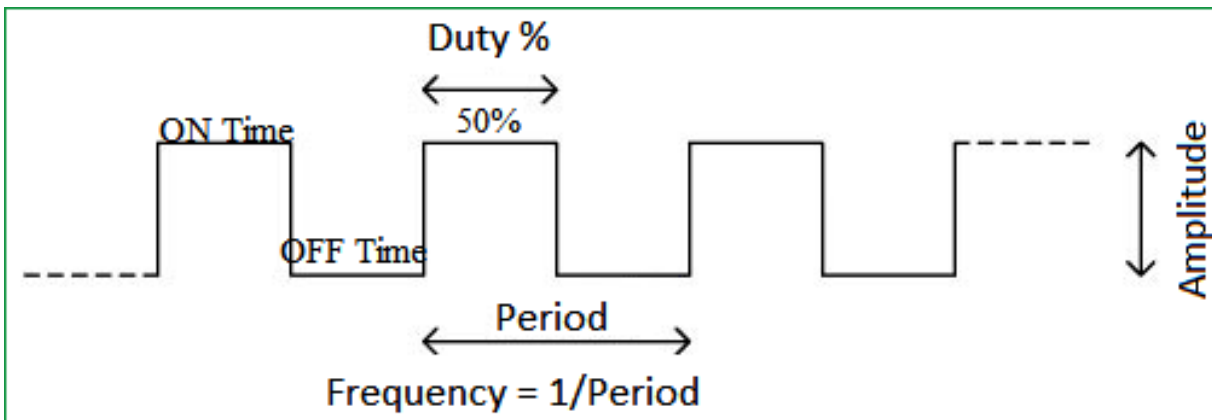 Duty %
50%
ON Time
OFF Time
Amplitude
Period
Frequency = 1/Period